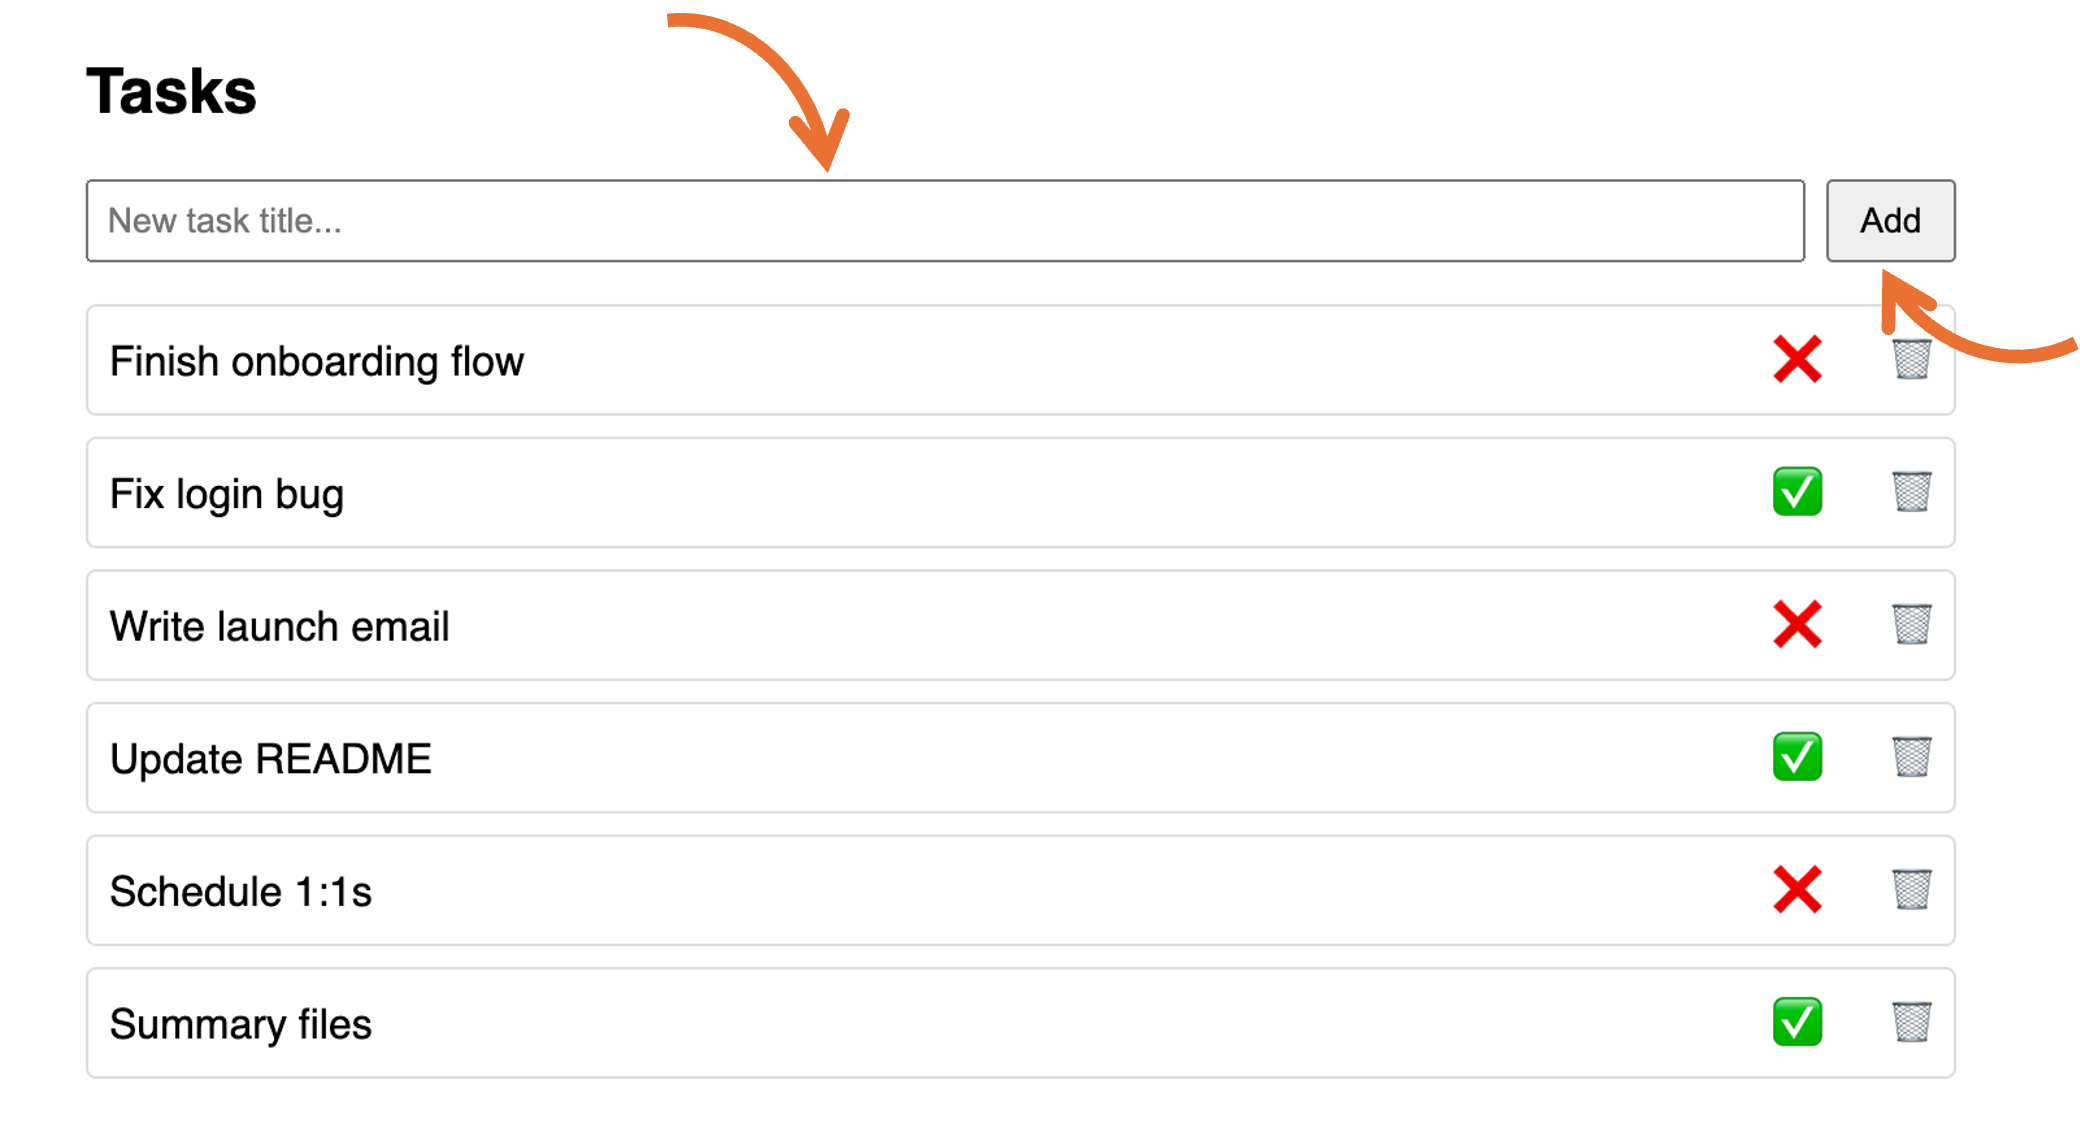 Tasks
New task title...
Add
Finish onboarding flow
Fix login bug
Write launch email
Update README
Schedule 1:1s
Summary files